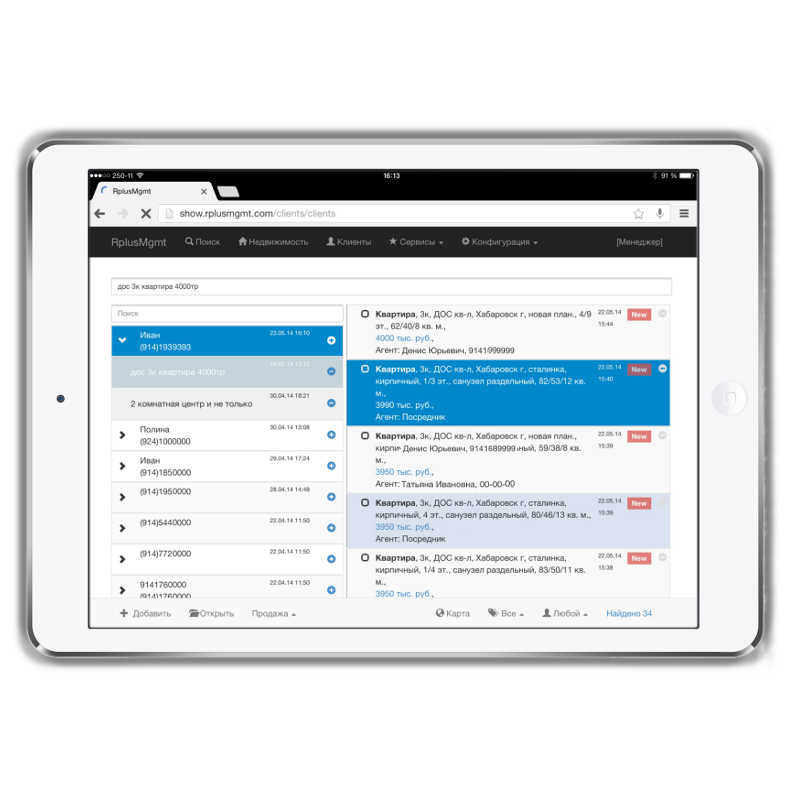 250-11 16:13 91 %
RplusMgmt
show.rplusmgmt.com/clients/clients
RplusMgmt Поиск Недвижимость Клиенты Сервисы Конфигурация [Менеджер]
дос 3к квартира 4000тр
Поиск
Иван 23.05.14 16:10
(914)1939393
дос 3к квартира 4000тр
2 комнатная центр и не только 30.04.14 18:21
Полина 30.04.14 13:08
(924)1000000
Иван 29.04.14 17:24
(914)1850000
(914)1950000 28.04.14 14:48
(914)5440000 22.04.14 11:50
(914)7720000 22.04.14 11:50
9141760000 22.04.14 11:50
(914)1760000
Квартира, 3к, ДОС кв-л, Хабаровск г, новая план., 4/9 22.05.14 New
эт., 62/40/8 кв. м., 15:44
4000 тыс. руб.,
Агент: Денис Юрьевич, 9141999999
Квартира, 3к, ДОС кв-л, Хабаровск г, сталинка, 22.05.14 New
кирпичный, 1/3 эт., санузел раздельный, 82/53/12 кв. 15:40
м.,
3990 тыс. руб.,
Агент: Посредник
Квартира, 3к, ДОС кв-л, Хабаровск г, новая план., 22.05.14 New
кирпич Денис Юрьевич, 9141689999 ный, 59/38/8 кв. 15:39
м.,
3950 тыс. руб.,
Агент: Татьяна Ивановна, 00-00-00
Квартира, 3к, ДОС кв-л, Хабаровск г, сталинка, 22.05.14 New
кирпичный, 4 эт., санузел раздельный, 80/46/13 кв. м., 15:39
3950 тыс. руб.,
Агент: Посредник
Квартира, 3к, ДОС кв-л, Хабаровск г, сталинка, 22.05.14 New
кирпичный, 1/4 эт., санузел раздельный, 83/50/11 кв. 15:38
м.,
3950 тыс. руб.,
Добавить Открыть Продажа Карта Все Любой Найдено 34